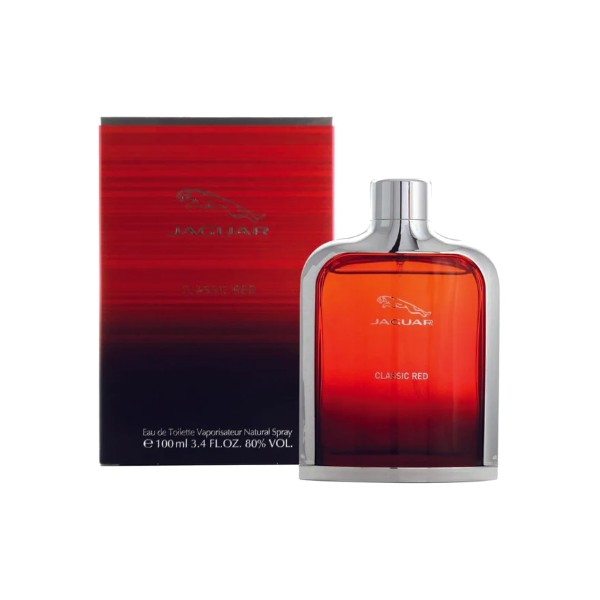 JAGUAR
CLASSIC RED
Eau de Toilette Vaporisateur Natural Spray
℮ 100 ml 3.4 FL.OZ. 80% VOL.
JAGUAR
CLASSIC RED